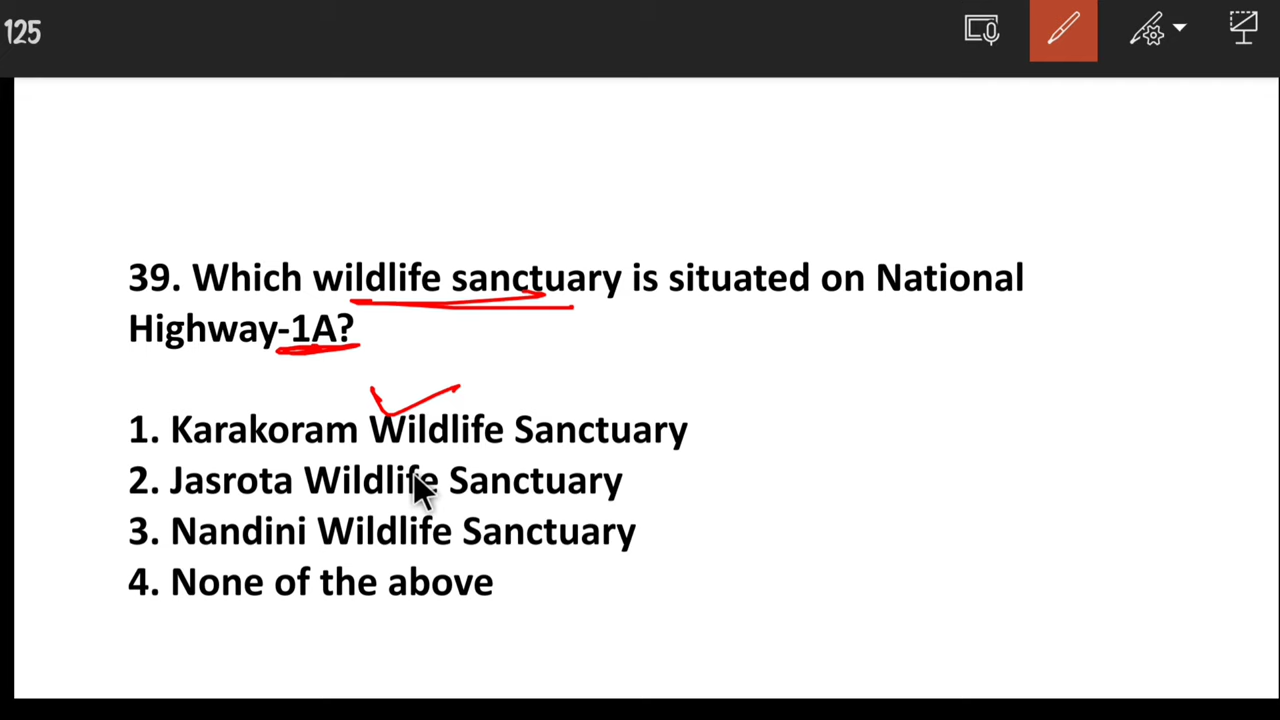 125
39. Which wildlife sanctuary is situated on National
Highway-1A?
1. Karakoram Wildlife Sanctuary
2. Jasrota Wildlife Sanctuary
3. Nandini Wildlife Sanctuary
4. None of the above